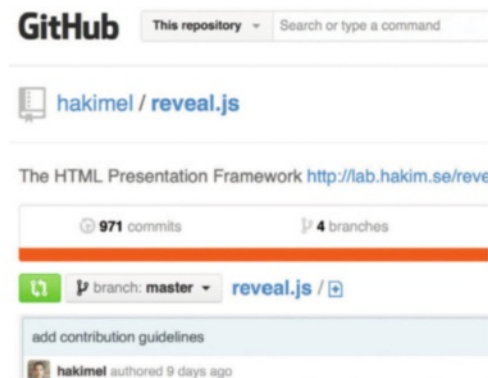 GitHub This repository Search or type a command
hakimel / reveal.js
The HTML Presentation Framework http://lab.hakim.se/reve
971 commits 4 branches
branch: master reveal.js /
add contribution guidelines
hakimel authored 9 days ago